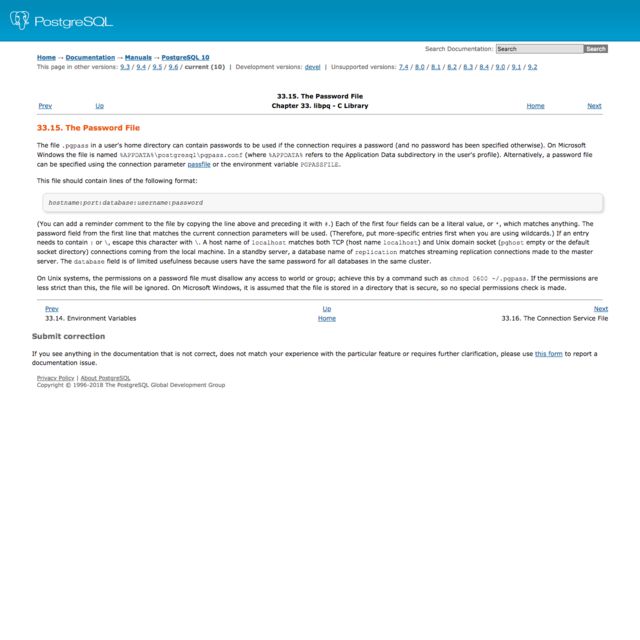 PostgreSQL
Search Documentation: Search Search
Home → Documentation → Manuals → PostgreSQL 10
This page in other versions: 9.3 / 9.4 / 9.5 / 9.6 / current (10) | Development versions: devel | Unsupported versions: 7.4 / 8.0 / 8.1 / 8.2 / 8.3 / 8.4 / 9.0 / 9.1 / 9.2
33.15. The Password File
Prev Up Chapter 33. libpq - C Library Home Next
33.15. The Password File
The file .pgpass in a user's home directory can contain passwords to be used if the connection requires a password (and no password has been specified otherwise). On Microsoft
Windows the file is named %APPDATA%\postgresql\pgpass.conf (where %APPDATA% refers to the Application Data subdirectory in the user's profile). Alternatively, a password file
can be specified using the connection parameter passfile or the environment variable PGPASSFILE.
This file should contain lines of the following format:
hostname:port:database:username:password
(You can add a reminder comment to the file by copying the line above and preceding it with #.) Each of the first four fields can be a literal value, or *, which matches anything. The
password field from the first line that matches the current connection parameters will be used. (Therefore, put more-specific entries first when you are using wildcards.) If an entry
needs to contain : or \, escape this character with \. A host name of localhost matches both TCP (host name localhost) and Unix domain socket (pghost empty or the default
socket directory) connections coming from the local machine. In a standby server, a database name of replication matches streaming replication connections made to the master
server. The database field is of limited usefulness because users have the same password for all databases in the same cluster.
On Unix systems, the permissions on a password file must disallow any access to world or group; achieve this by a command such as chmod 0600 ~/.pgpass. If the permissions are
less strict than this, the file will be ignored. On Microsoft Windows, it is assumed that the file is stored in a directory that is secure, so no special permissions check is made.
Prev Up Next
33.14. Environment Variables Home 33.16. The Connection Service File
Submit correction
If you see anything in the documentation that is not correct, does not match your experience with the particular feature or requires further clarification, please use this form to report a
documentation issue.
Privacy Policy | About PostgreSQL
Copyright © 1996-2018 The PostgreSQL Global Development Group